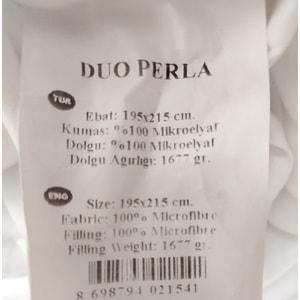 DUO PERLA
TUR
Ebat: 195x215 cm.
Kumaş: %100 Mikroelyaf
Dolgu: %100 Mikroelyaf
Dolgu Ağırlığı: 1677 gr.
ENG
Size: 195x215 cm.
Fabric: 100% Microfibre
Filling: 100% Microfibre
Filling Weight: 1677 gr.
8 698794 021541